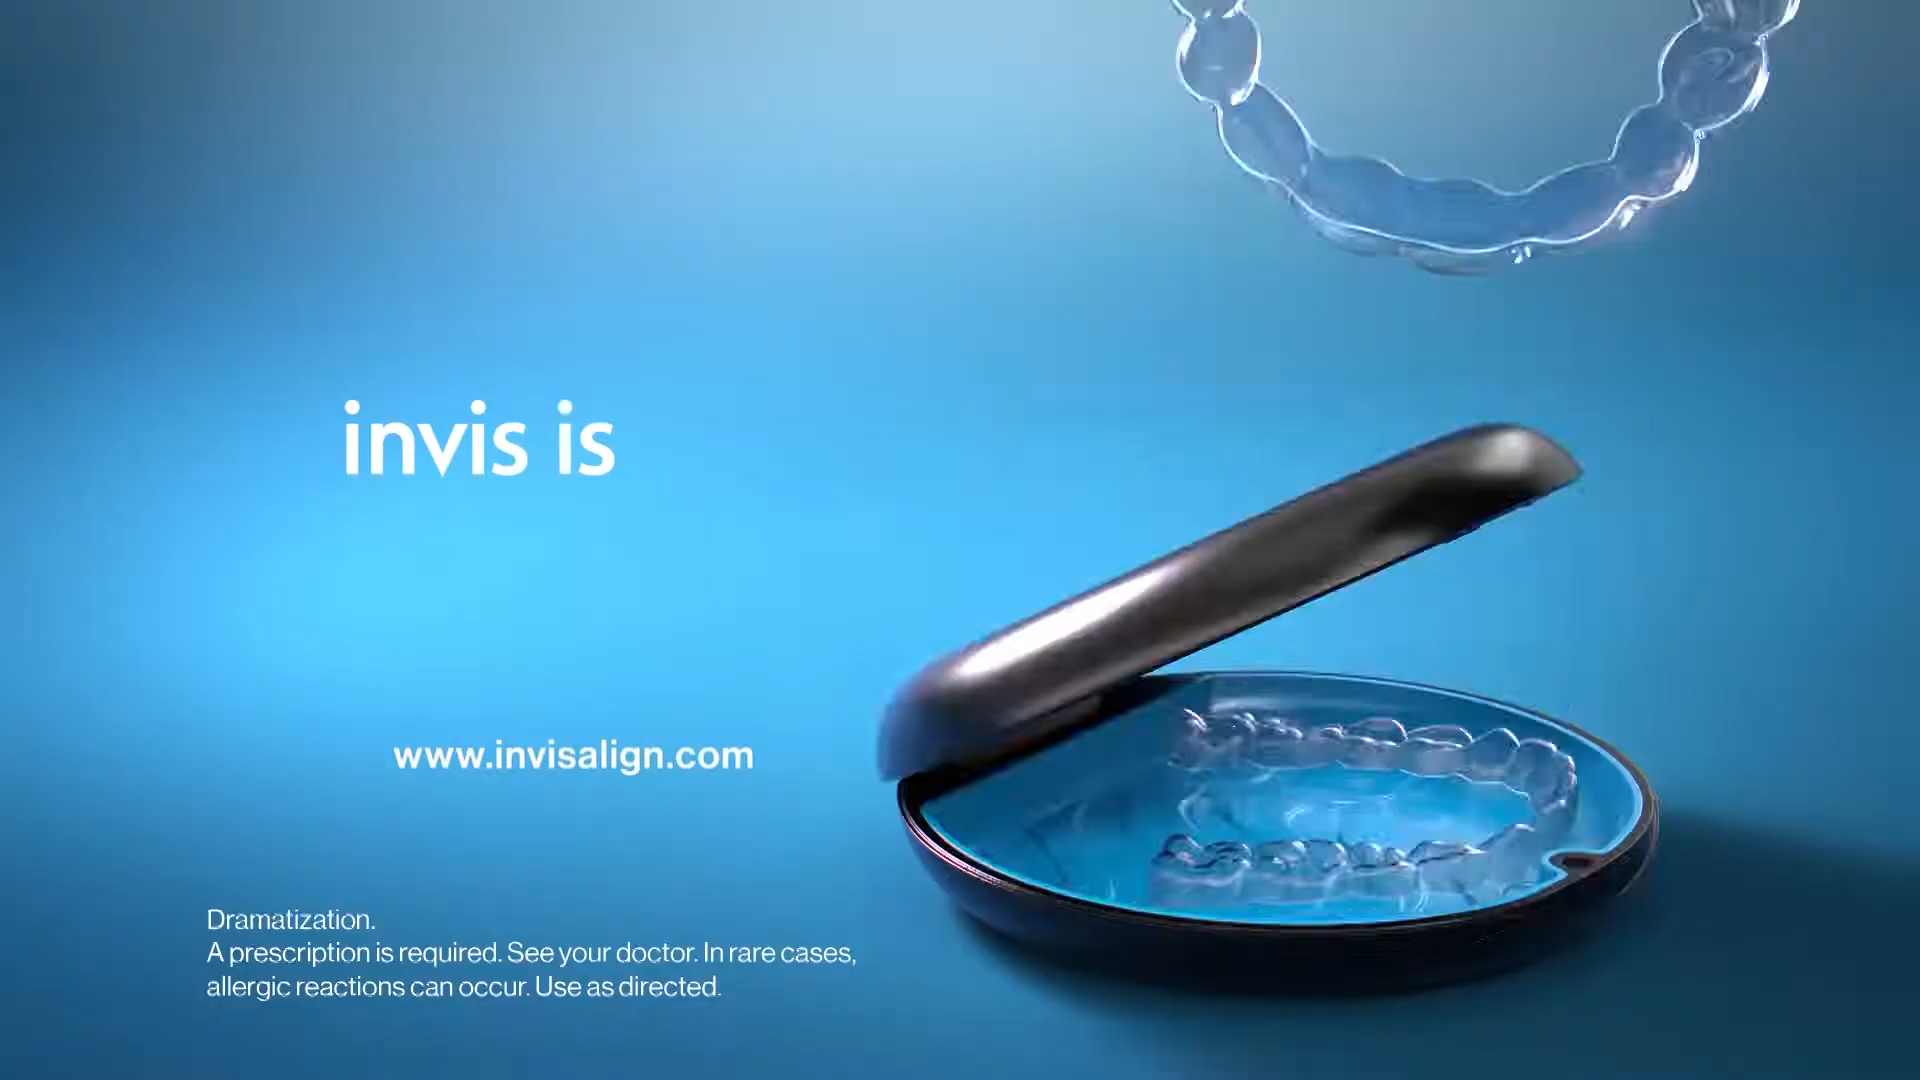 invis is
www.invisalign.com
Dramatization.
A prescription is required. See your doctor. In rare cases,
allergic reactions can occur. Use as directed.